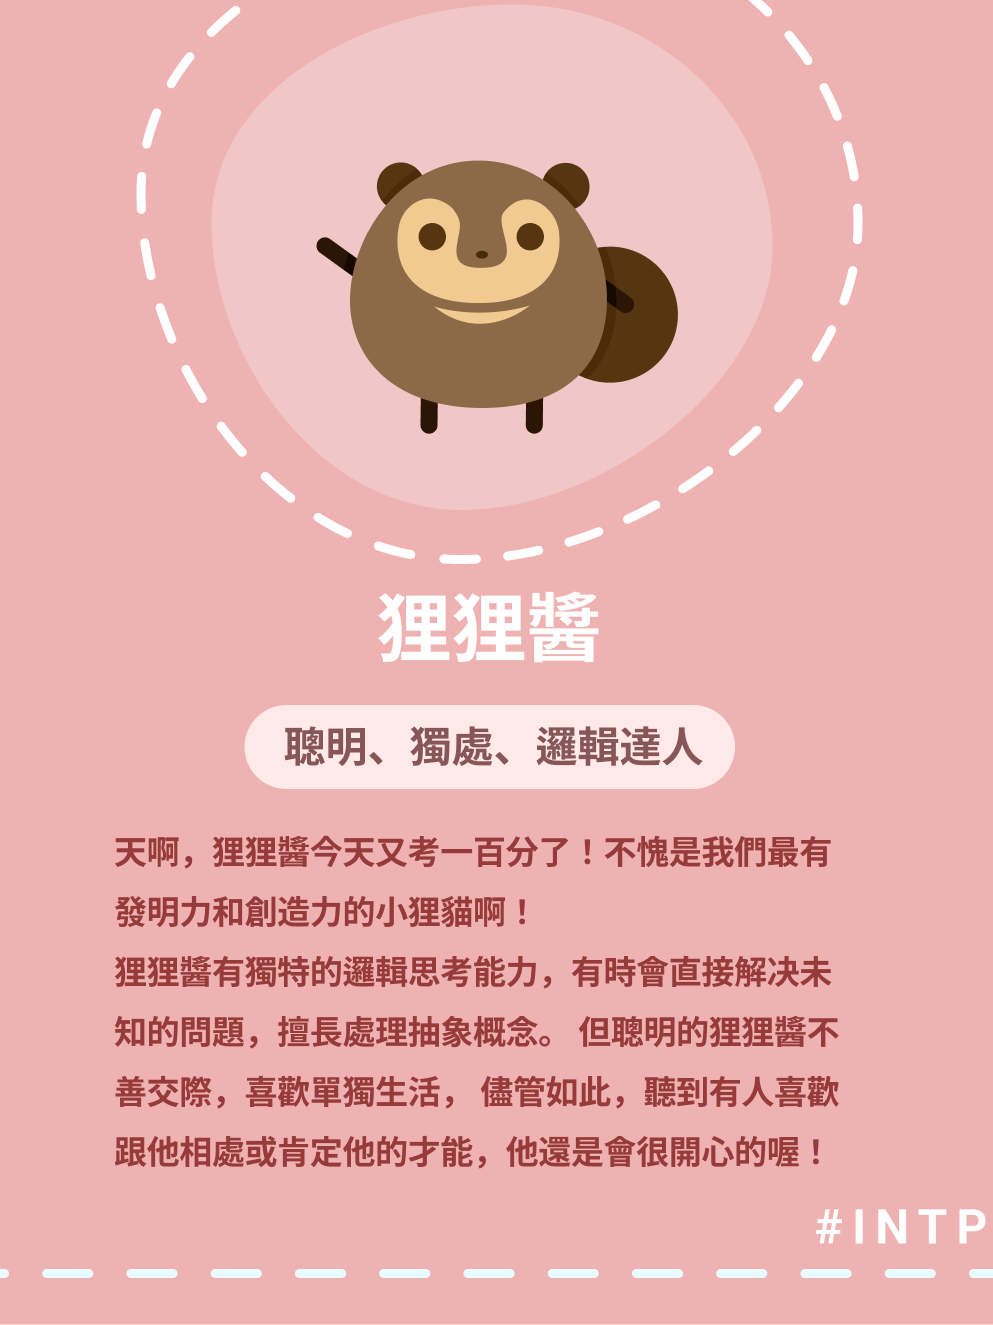 狸狸醬
聰明、獨處、邏輯達人
天啊，狸狸醬今天又考一百分了！不愧是我們最有
發明力和創造力的小狸貓啊！
狸狸醬有獨特的邏輯思考能力，有時會直接解决未
知的問題，擅長處理抽象概念。 但聰明的狸狸醬不
善交際，喜歡單獨生活， 儘管如此，聽到有人喜歡
跟他相處或肯定他的才能，他還是會很開心的喔！
#INTP